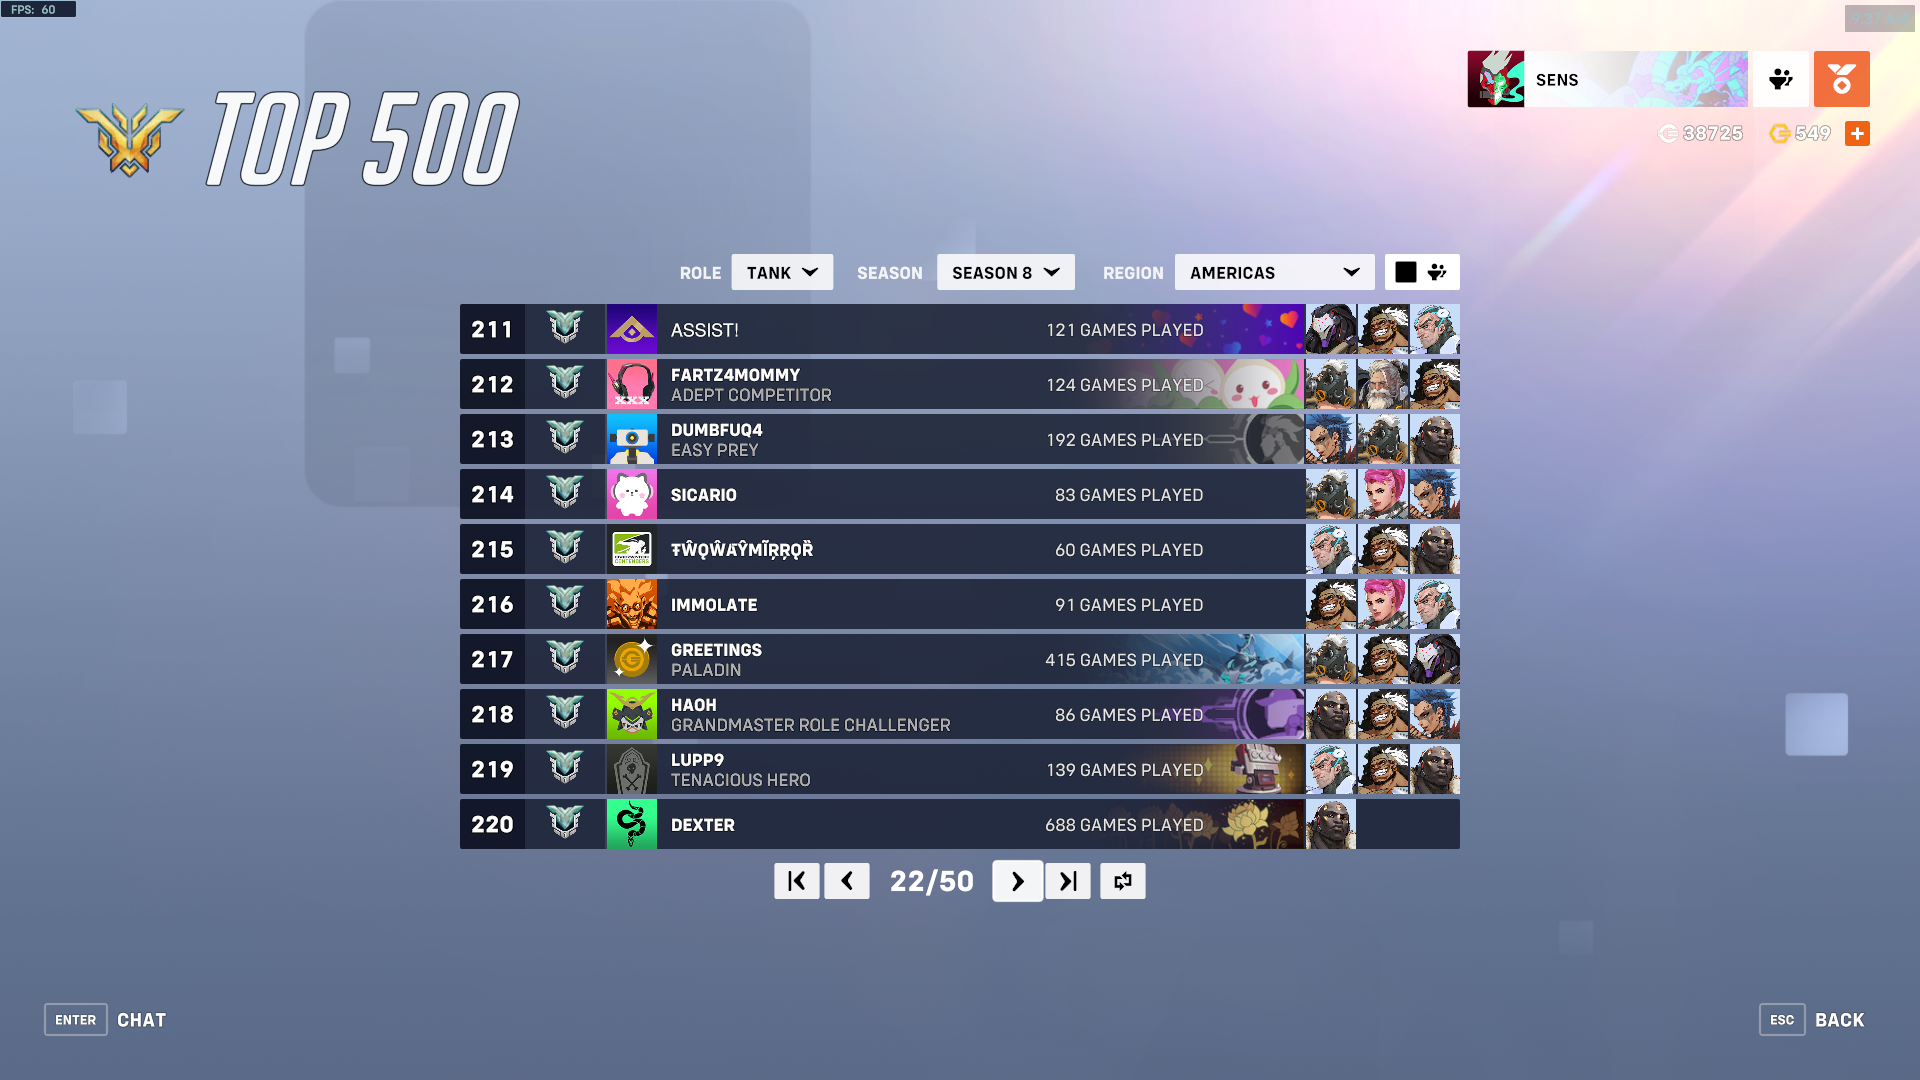 FPS: 60
TOP 500
SENS
38725
549
ROLE
TANK
SEASON
SEASON 8
REGION
AMERICAS
211 ASSIST! 121 GAMES PLAYED
212 FARTZ4MOMMY 124 GAMES PLAYED
ADEPT COMPETITOR
213 DUMBFUQ4 192 GAMES PLAYED
EASY PREY
214 SICARIO 83 GAMES PLAYED
215 ŦŴǪŴȺŶMĨŖŖǪȐ 60 GAMES PLAYED
216 IMMOLATE 91 GAMES PLAYED
217 GREETINGS 415 GAMES PLAYED
PALADIN
218 HAOH 86 GAMES PLAYED
GRANDMASTER ROLE CHALLENGER
219 LUPP9 139 GAMES PLAYED
TENACIOUS HERO
220 DEXTER 688 GAMES PLAYED
22/50
ENTER CHAT
ESC BACK